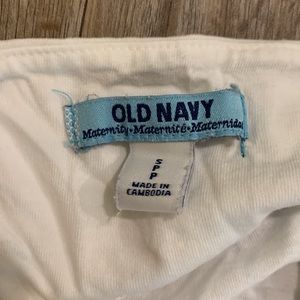 OLD NAVY
Maternity•Maternité•Maternidad
S
P
P
MADE IN
CAMBODIA